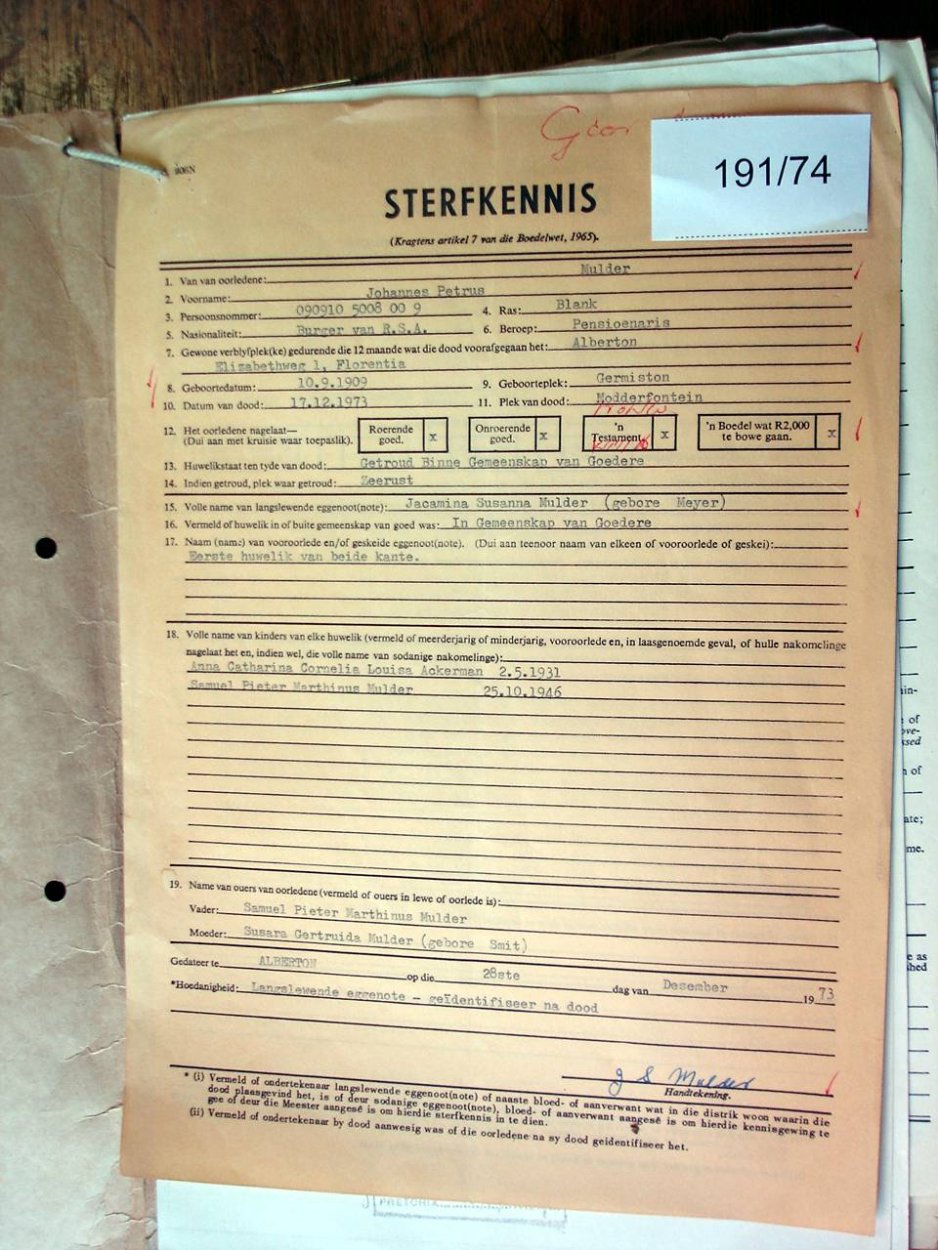 191/74
STERFKENNIS
(Kragtens artikel 7 van die Boedelwet, 1965).
1. Van van oorledene: Mulder
2. Voorname: Johannes Petrus
3. Persoonsnommer: 090910 5008 00 9 4. Ras: Blank
5. Nasionaliteit: Burger van R.S.A. 6. Beroep: Pensioenaris
7. Gewone verblyfplek(ke) gedurende die 12 maande wat die dood voorafgegaan het: Alberton
Elizabethweg 1, Florentia
8. Geboortedatum: 10.9.1909 9. Geboorteplek: Germiston
10. Datum van dood: 17.12.1973 11. Plek van dood: Modderfontein
12. Het oorledene nagelaat— Roerende goed. x Onroerende goed. x 'n Testament. x 'n Boedel wat R2,000 te bowe gaan. x
(Dui aan met kruisie waar toepaslik).
13. Huwelikstaat ten tyde van dood: Getroud Binne Gemeenskap van Goedere
14. Indien getroud, plek waar getroud: Zeerust
15. Volle name van langslewende eggenoot(note): Jacamina Susanna Mulder (gebore Meyer)
16. Vermeld of huwelik in of buite gemeenskap van goed was: In Gemeenskap van Goedere
17. Naam (name) van vooroorlede en/of geskeide eggenoot(note). (Dui aan teenoor naam van elkeen of vooroorlede of geskei):
Eerste huwelik van beide kante.
18. Volle name van kinders van elke huwelik (vermeld of meerderjarig of minderjarig, vooroorlede en, in laasgenoemde geval, of hulle nakomelinge
nagelaat het en, indien wel, die volle name van sodanige nakomelinge):
Anna Catharina Cornelia Louisa Ackerman 2.5.1931
Samuel Pieter Marthinus Mulder 25.10.1946
19. Name van ouers van oorledene (vermeld of ouers in lewe of oorlede is):
Vader: Samuel Pieter Marthinus Mulder
Moeder: Susara Gertruida Mulder (gebore Smit)
Gedateer te ALBERTON op die 28ste dag van Desember 19 73
*Hoedanigheid: Langslewende eggenote - geïdentifiseer na dood
J S Mulder
Handtekening.
* (i) Vermeld of ondertekenaar langslewende eggenoot(note) of naaste bloed- of aanverwant wat in die distrik woon waarin die
dood plaasgevind het, is of deur sodanige eggenoot(note), bloed- of aanverwant aangesê is om hierdie kennisgewing te
gee of deur die Meester aangesê is om hierdie sterfkennis in te dien.
(ii) Vermeld of ondertekenaar by dood aanwesig was of die oorledene na sy dood geidentifiseer het.